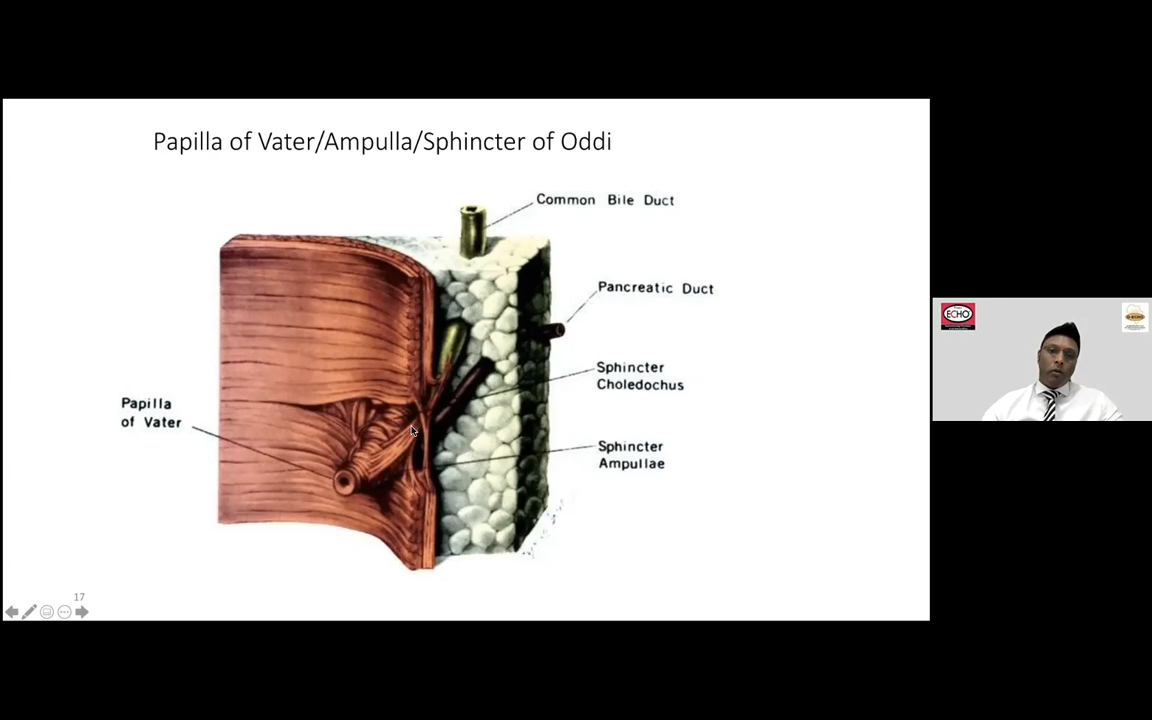 Papilla of Vater/Ampulla/Sphincter of Oddi
Common Bile Duct
Pancreatic Duct
Sphincter
Choledochus
Papilla
of Vater
Sphincter
Ampullae
17
ECHO